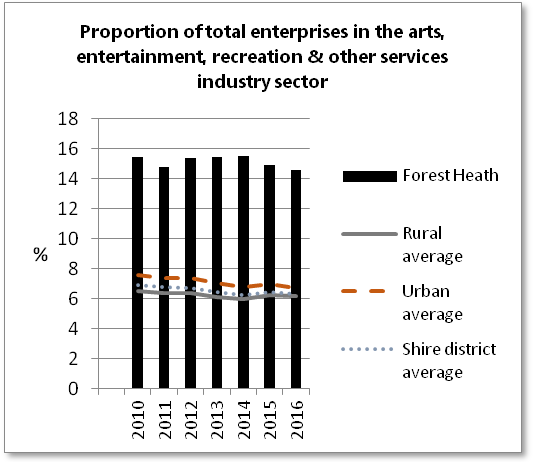 Proportion of total enterprises in the arts,
entertainment, recreation & other services
industry sector
18
16
14
12
10
8
6
4
2
0
%
2010
2011
2012
2013
2014
2015
2016
Forest Heath
Rural
average
Urban
average
Shire district
average